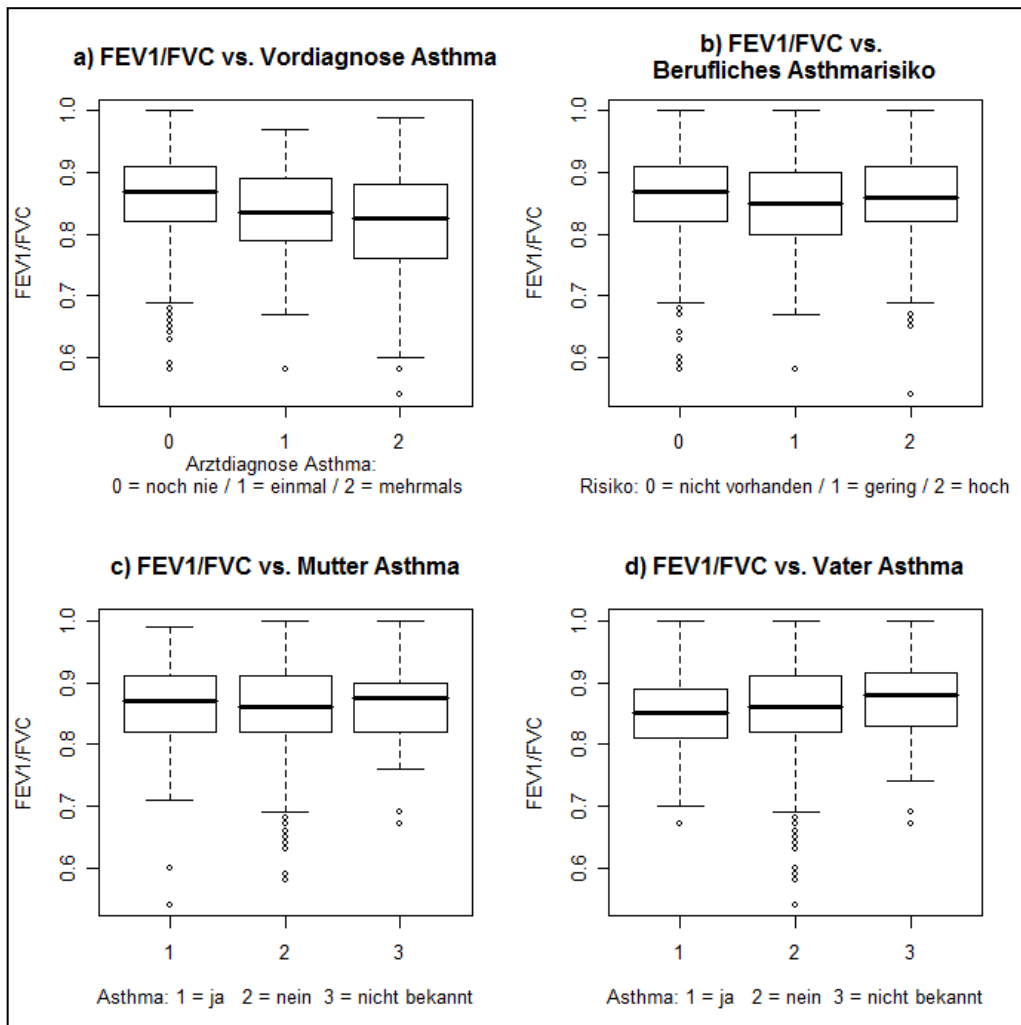 a) FEV1/FVC vs. Vordiagnose Asthma
FEV1/FVC
1.0
0.9
0.8
0.7
0.6
0 1 2
Arztdiagnose Asthma:
0 = noch nie / 1 = einmal / 2 = mehrmals
b) FEV1/FVC vs.
Berufliches Asthmarisiko
FEV1/FVC
1.0
0.9
0.8
0.7
0.6
0 1 2
Risiko: 0 = nicht vorhanden / 1 = gering / 2 = hoch
c) FEV1/FVC vs. Mutter Asthma
FEV1/FVC
1.0
0.9
0.8
0.7
0.6
1 2 3
Asthma: 1 = ja 2 = nein 3 = nicht bekannt
d) FEV1/FVC vs. Vater Asthma
FEV1/FVC
1.0
0.9
0.8
0.7
0.6
1 2 3
Asthma: 1 = ja 2 = nein 3 = nicht bekannt